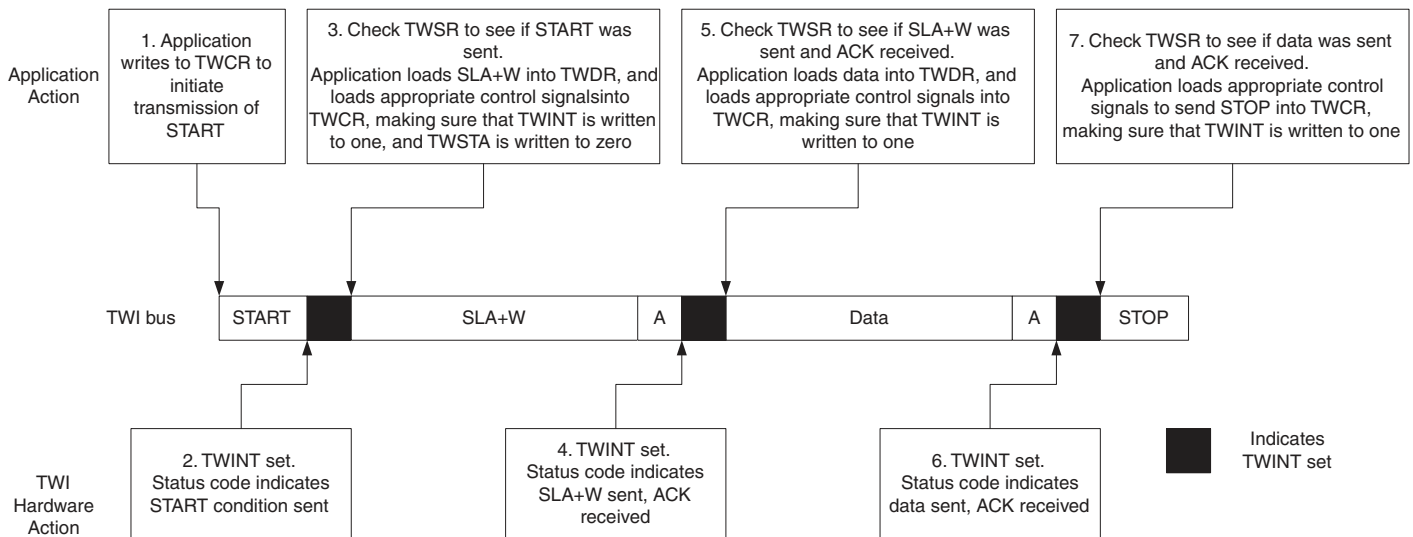 Application
Action
1. Application
writes to TWCR to
initiate
transmission of
START
3. Check TWSR to see if START was
sent.
Application loads SLA+W into TWDR, and
loads appropriate control signalsinto
TWCR, making sure that TWINT is written
to one, and TWSTA is written to zero
5. Check TWSR to see if SLA+W was
sent and ACK received.
Application loads data into TWDR, and
loads appropriate control signals into
TWCR, making sure that TWINT is
written to one
7. Check TWSR to see if data was sent
and ACK received.
Application loads appropriate control
signals to send STOP into TWCR,
making sure that TWINT is written to one
TWI bus
START
SLA+W
A
Data
A
STOP
TWI
Hardware
Action
2. TWINT set.
Status code indicates
START condition sent
4. TWINT set.
Status code indicates
SLA+W sent, ACK
received
6. TWINT set.
Status code indicates
data sent, ACK received
Indicates
TWINT set